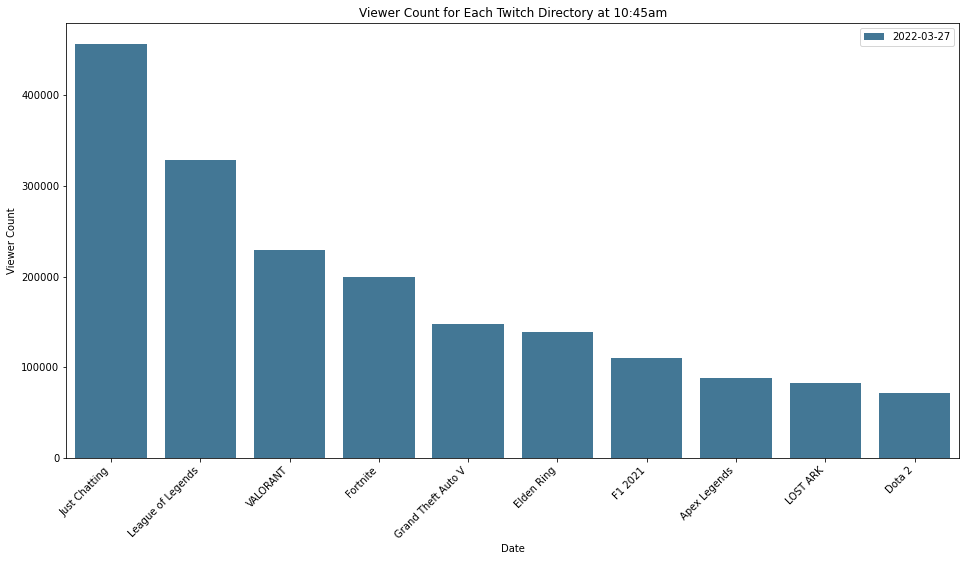 Viewer Count for Each Twitch Directory at 10:45am
2022-03-27
Viewer Count
400000
300000
200000
100000
0
Just Chatting
League of Legends
VALORANT
Fortnite
Grand Theft Auto V
Elden Ring
F1 2021
Apex Legends
LOST ARK
Dota 2
Date